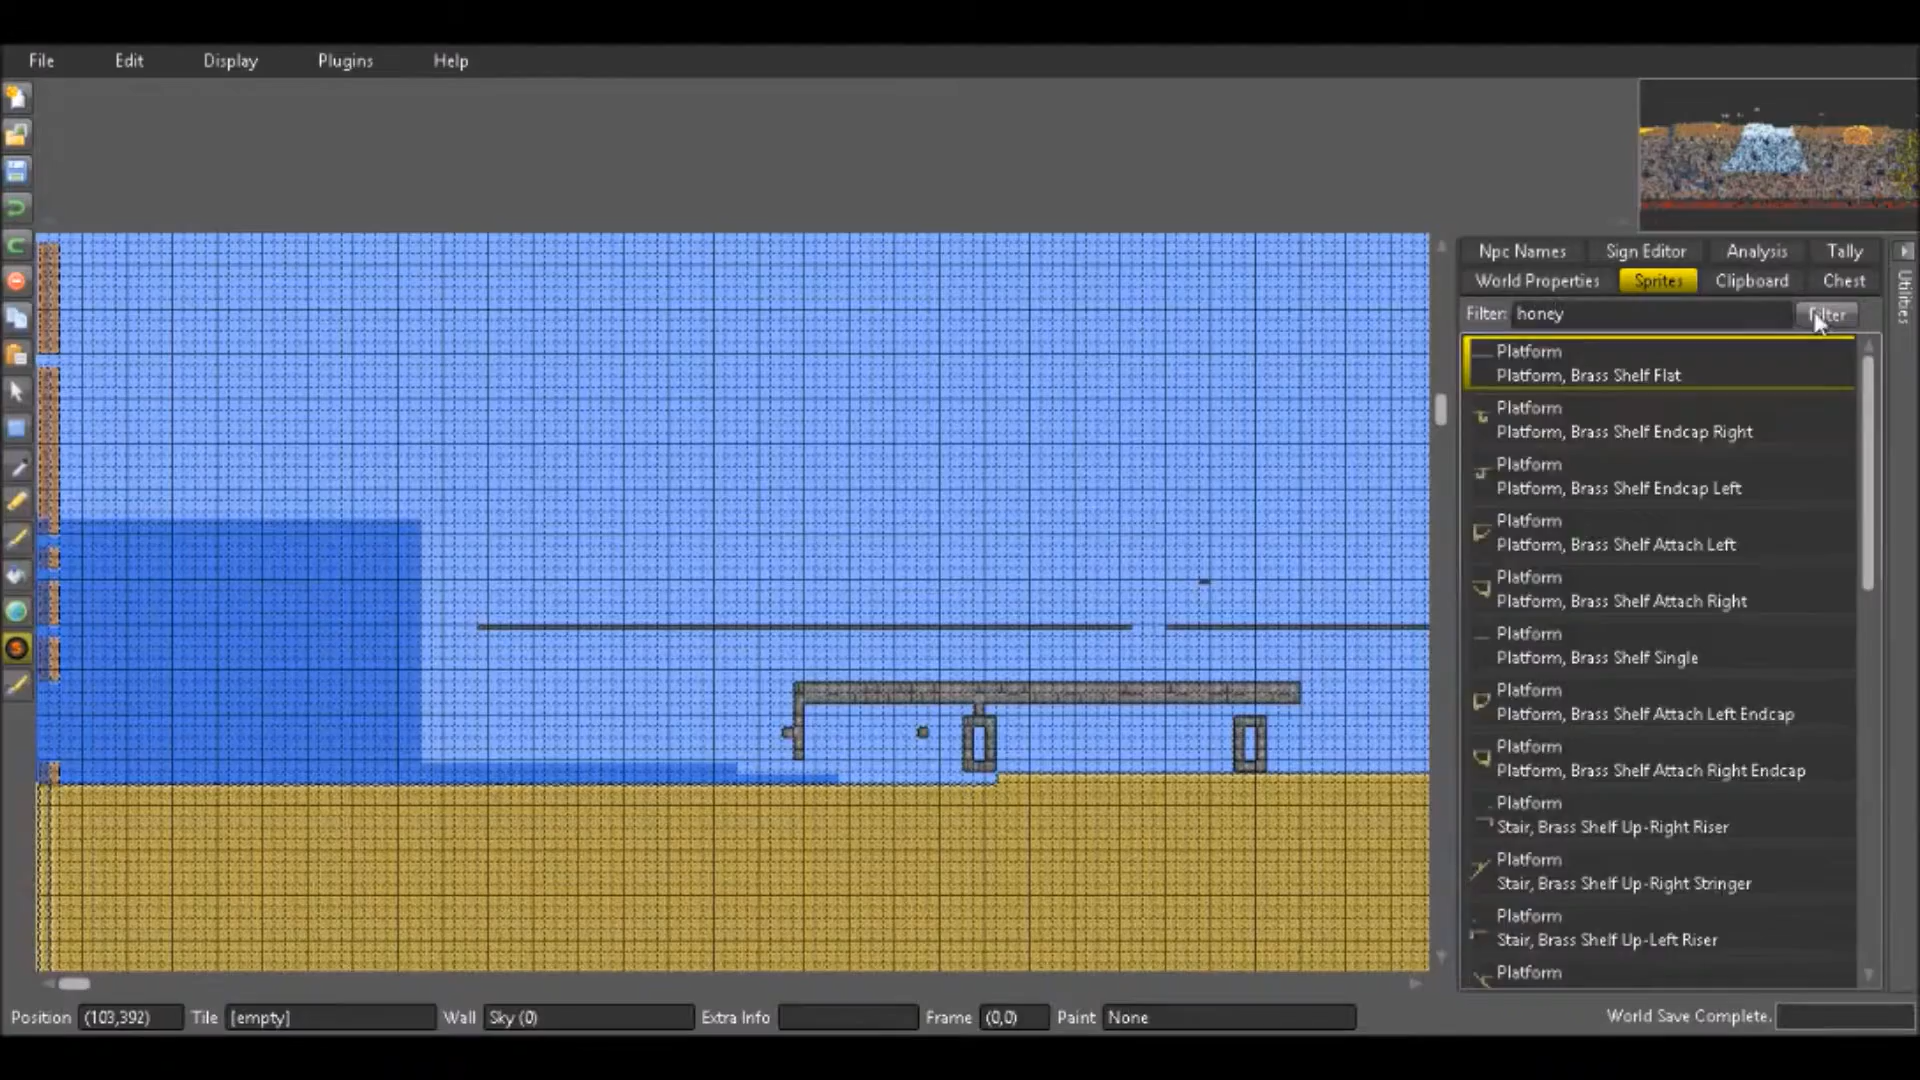 File Edit Display Plugins Help
Npc Names Sign Editor Analysis Tally
World Properties Sprites Clipboard Chest
Utilities
Filter: honey Filter
Platform
Platform, Brass Shelf Flat
Platform
Platform, Brass Shelf Endcap Right
Platform
Platform, Brass Shelf Endcap Left
Platform
Platform, Brass Shelf Attach Left
Platform
Platform, Brass Shelf Attach Right
Platform
Platform, Brass Shelf Single
Platform
Platform, Brass Shelf Attach Left Endcap
Platform
Platform, Brass Shelf Attach Right Endcap
Platform
Stair, Brass Shelf Up-Right Riser
Platform
Stair, Brass Shelf Up-Right Stringer
Platform
Stair, Brass Shelf Up-Left Riser
Platform
Position (103,392) Tile [empty] Wall Sky (0) Extra Info Frame (0,0) Paint None World Save Complete.